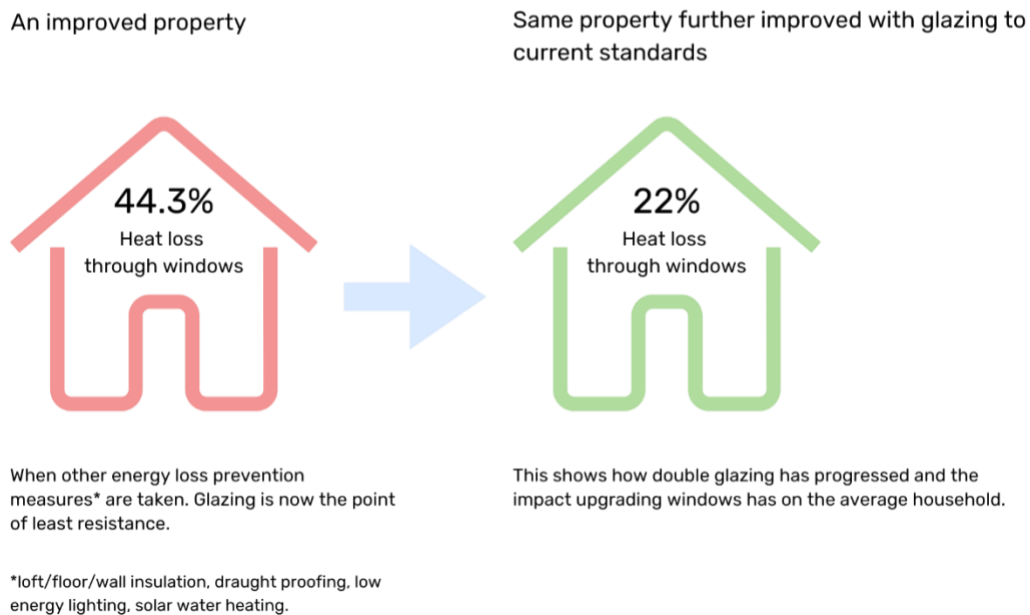 An improved property
44.3%
Heat loss
through windows
When other energy loss prevention
measures* are taken. Glazing is now the point
of least resistance.
*loft/floor/wall insulation, draught proofing, low
energy lighting, solar water heating.
Same property further improved with glazing to
current standards
22%
Heat loss
through windows
This shows how double glazing has progressed and the
impact upgrading windows has on the average household.